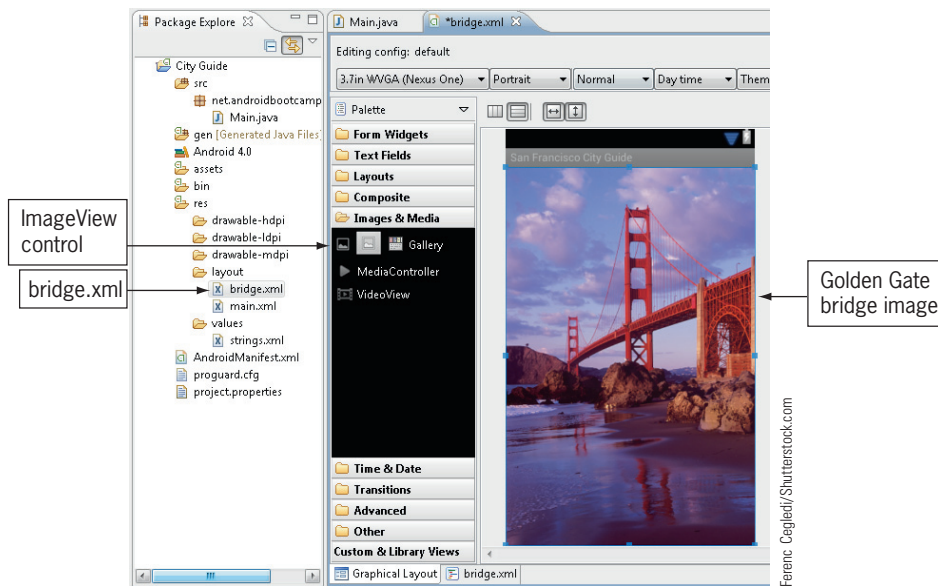 Package Explore
City Guide
src
net.androidbootcamp
Main.java
gen [Generated Java Files]
Android 4.0
assets
bin
res
drawable-hdpi
drawable-ldpi
drawable-mdpi
layout
bridge.xml
main.xml
values
strings.xml
AndroidManifest.xml
proguard.cfg
project.properties
ImageView
control
bridge.xml
Main.java
*bridge.xml
Editing config: default
3.7in WVGA (Nexus One)
Portrait
Normal
Day time
Them
Palette
Form Widgets
Text Fields
Layouts
Composite
Images & Media
Gallery
MediaController
VideoView
Time & Date
Transitions
Advanced
Other
Custom & Library Views
Graphical Layout
bridge.xml
San Francisco City Guide
Golden Gate
bridge image
Ferenc Cegledi/Shutterstock.com